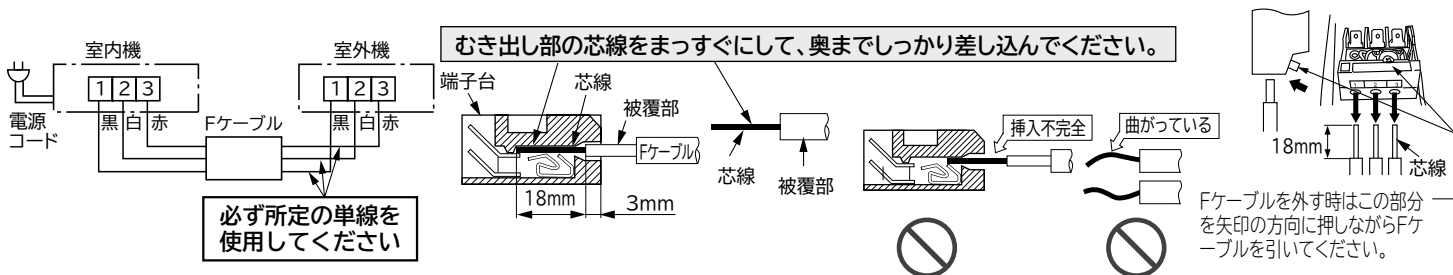 室内機
室外機
1 2 3
1 2 3
電源
コード
黒 白 赤
Fケーブル
黒 白 赤
必ず所定の単線を
使用してください
むき出し部の芯線をまっすぐにして、奥までしっかり差し込んでください。
端子台
芯線
被覆部
Fケーブル
18mm
3mm
芯線
被覆部
挿入不完全
曲がっている
1 2 3
18mm
芯線
Fケーブルを外す時はこの部分
を矢印の方向に押しながらFケ
ーブルを引いてください。